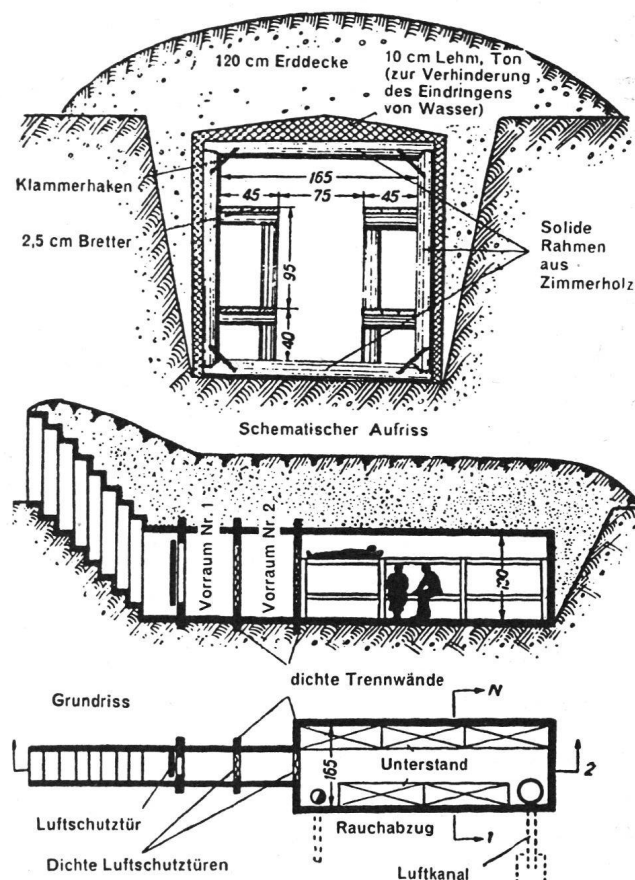 120 cm Erddecke
10 cm Lehm, Ton
(zur Verhinderung
des Eindringens
von Wasser)
Klammerhaken
165
45
75
45
2,5 cm Bretter
95
40
Solide
Rahmen
aus
Zimmerholz
Schematischer Aufriss
Vorraum Nr. 1
Vorraum Nr. 2
190
dichte Trennwände
Grundriss
N
165
Unterstand
2
Luftschutztür
Rauchabzug
1
Dichte Luftschutztüren
Luftkanal